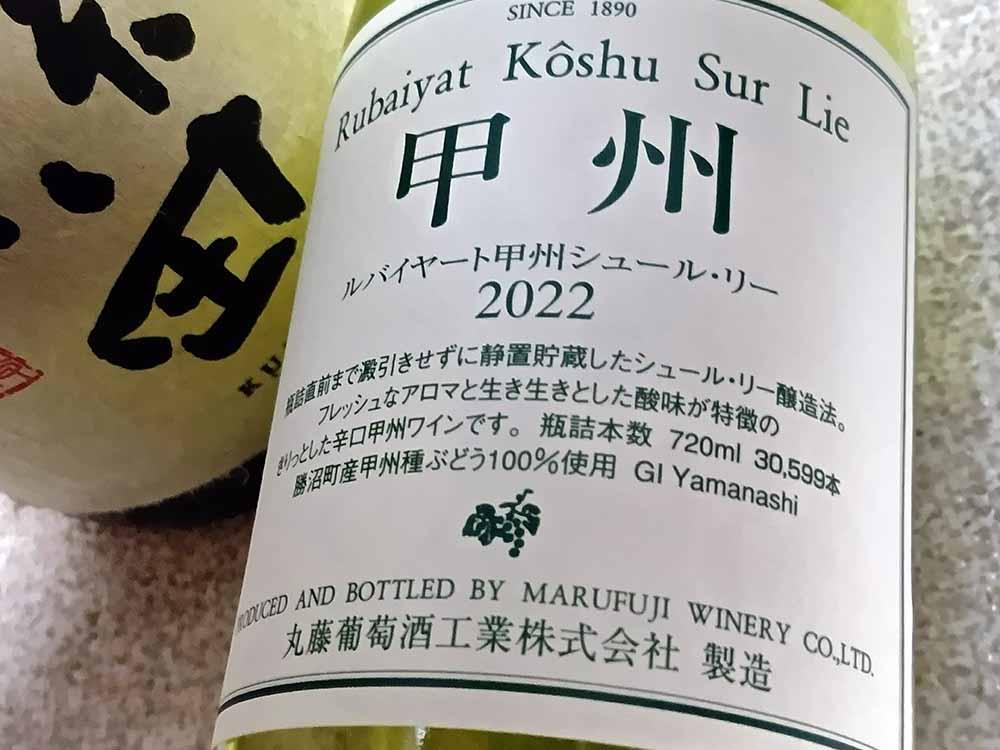 SINCE 1890
Rubaiyat Kôshu Sur Lie
甲州
ルバイヤート甲州シュール・リー
2022
瓶詰直前まで澱引きせずに静置貯蔵したシュール・リー醸造法。
フレッシュなアロマと生き生きとした酸味が特徴の
きりっとした辛口甲州ワインです。瓶詰本数 720ml 30,599本
勝沼町産甲州種ぶどう100%使用 GI Yamanashi
PRODUCED AND BOTTLED BY MARUFUJI WINERY CO.,LTD.
丸藤葡萄酒工業株式会社 製造